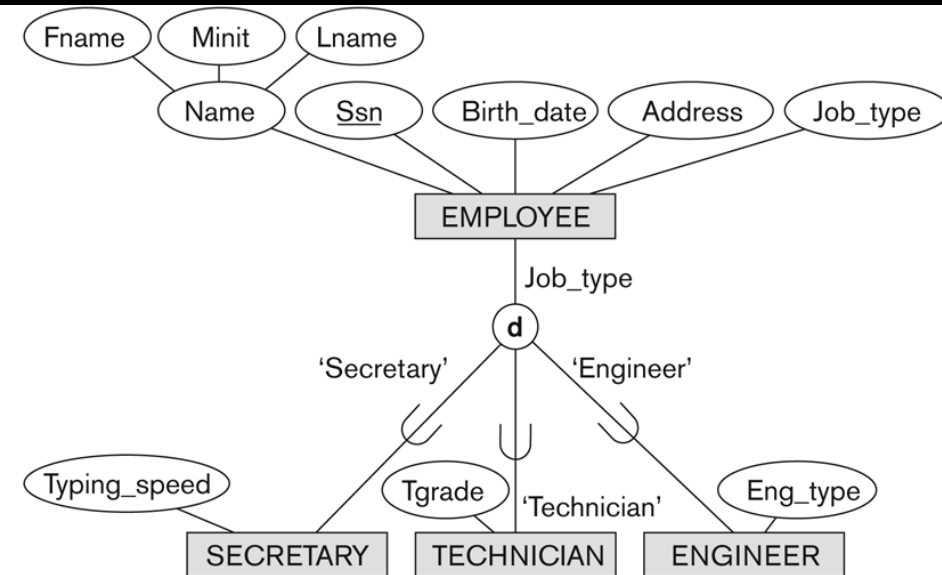 Fname Minit Lname
Name Ssn Birth_date Address Job_type
EMPLOYEE
Job_type
d
‘Secretary’ ‘Engineer’
Typing_speed Tgrade ‘Technician’ Eng_type
SECRETARY TECHNICIAN ENGINEER